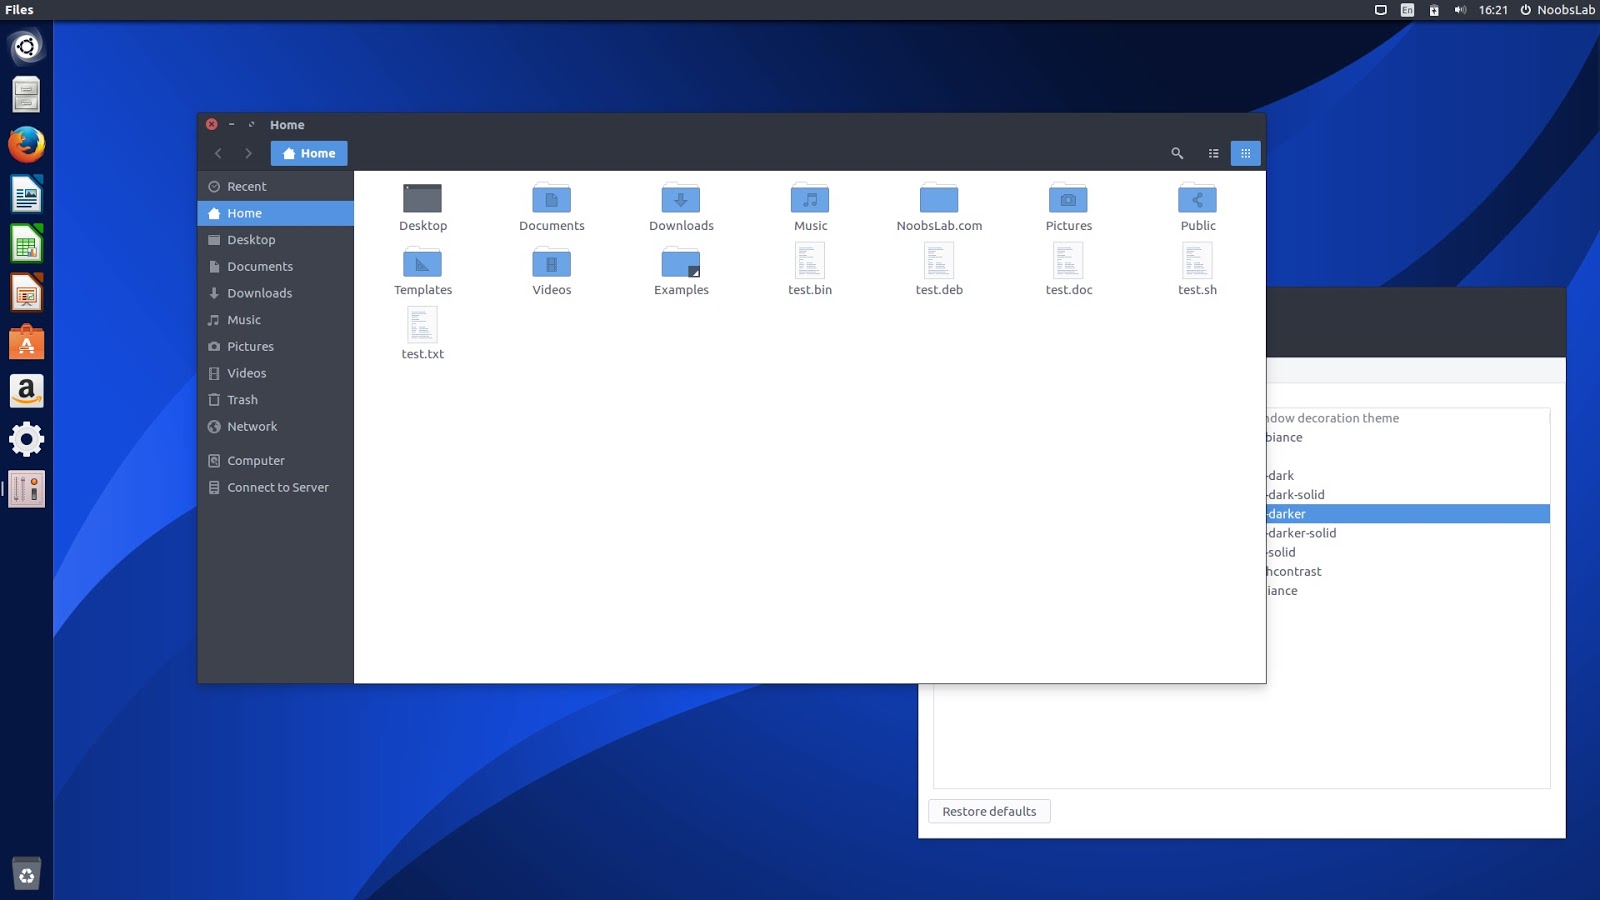 Files
En
16:21
NoobsLab
Home
Home
Recent
Home
Desktop
Documents
Downloads
Music
Pictures
Videos
Trash
Network
Computer
Connect to Server
Desktop
Documents
Downloads
Music
NoobsLab.com
Pictures
Public
Templates
Videos
Examples
test.bin
test.deb
test.doc
test.sh
test.txt
ndow decoration theme
biance
-dark
-dark-solid
-darker
-darker-solid
-solid
hcontrast
iance
Restore defaults
a